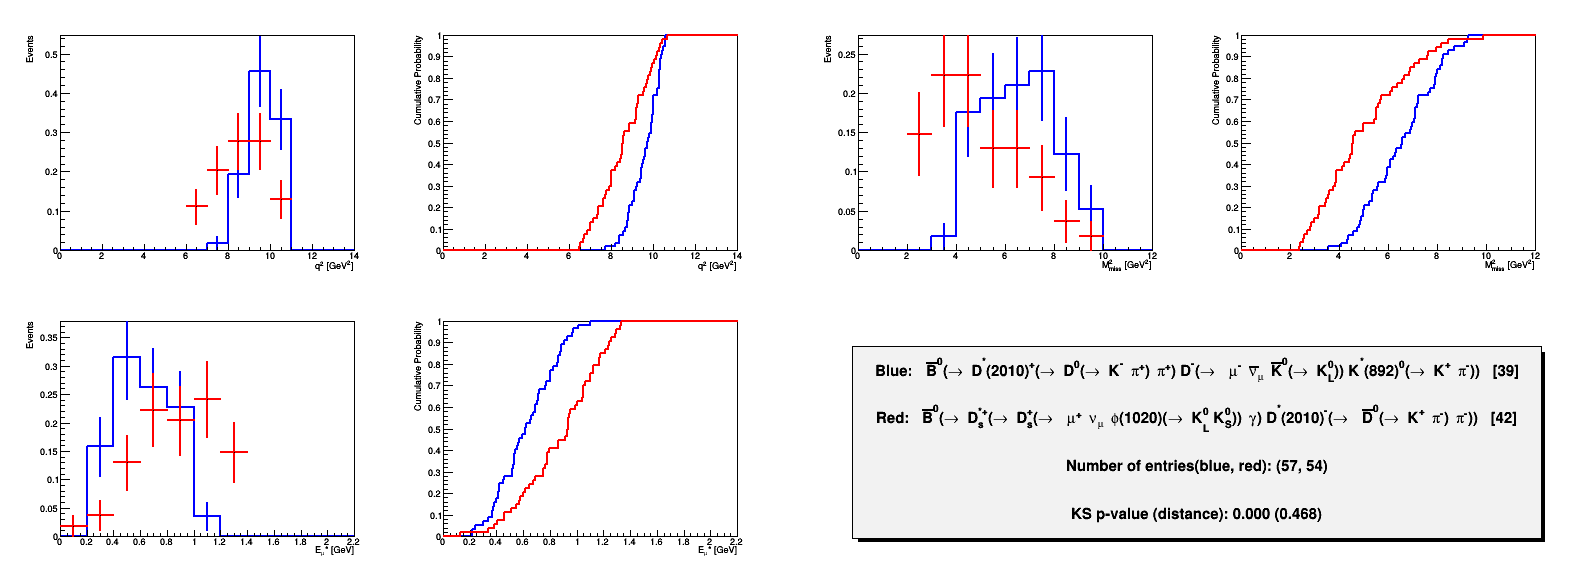 Events
0.5
0.4
0.3
0.2
0.1
0
0 2 4 6 8 10 12 14
q² [GeV²]
Cumulative Probability
1
0.9
0.8
0.7
0.6
0.5
0.4
0.3
0.2
0.1
0
0 2 4 6 8 10 12 14
q² [GeV²]
Events
0.25
0.2
0.15
0.1
0.05
0
0 2 4 6 8 10 12
M²miss [GeV²]
Cumulative Probability
1
0.9
0.8
0.7
0.6
0.5
0.4
0.3
0.2
0.1
0
0 2 4 6 8 10 12
M²miss [GeV²]
Events
0.35
0.3
0.25
0.2
0.15
0.1
0.05
0
0 0.2 0.4 0.6 0.8 1 1.2 1.4 1.6 1.8 2 2.2
Eμ* [GeV]
Cumulative Probability
1
0.9
0.8
0.7
0.6
0.5
0.4
0.3
0.2
0.1
0
0 0.2 0.4 0.6 0.8 1 1.2 1.4 1.6 1.8 2 2.2
Eμ* [GeV]
Blue: B̅⁰(→ D*(2010)⁺(→ D⁰(→ K⁻ π⁺) π⁺) D⁻(→ μ⁻ ν̅μ K̅⁰(→ K⁰L)) K*(892)⁰(→ K⁺ π⁻)) [39]
Red: B̅⁰(→ Ds*⁺(→ Ds⁺(→ μ⁺ νμ ϕ(1020)(→ K⁰L K⁰S)) γ) D*(2010)⁻(→ D̅⁰(→ K⁺ π⁻) π⁻)) [42]
Number of entries(blue, red): (57, 54)
KS p-value (distance): 0.000 (0.468)